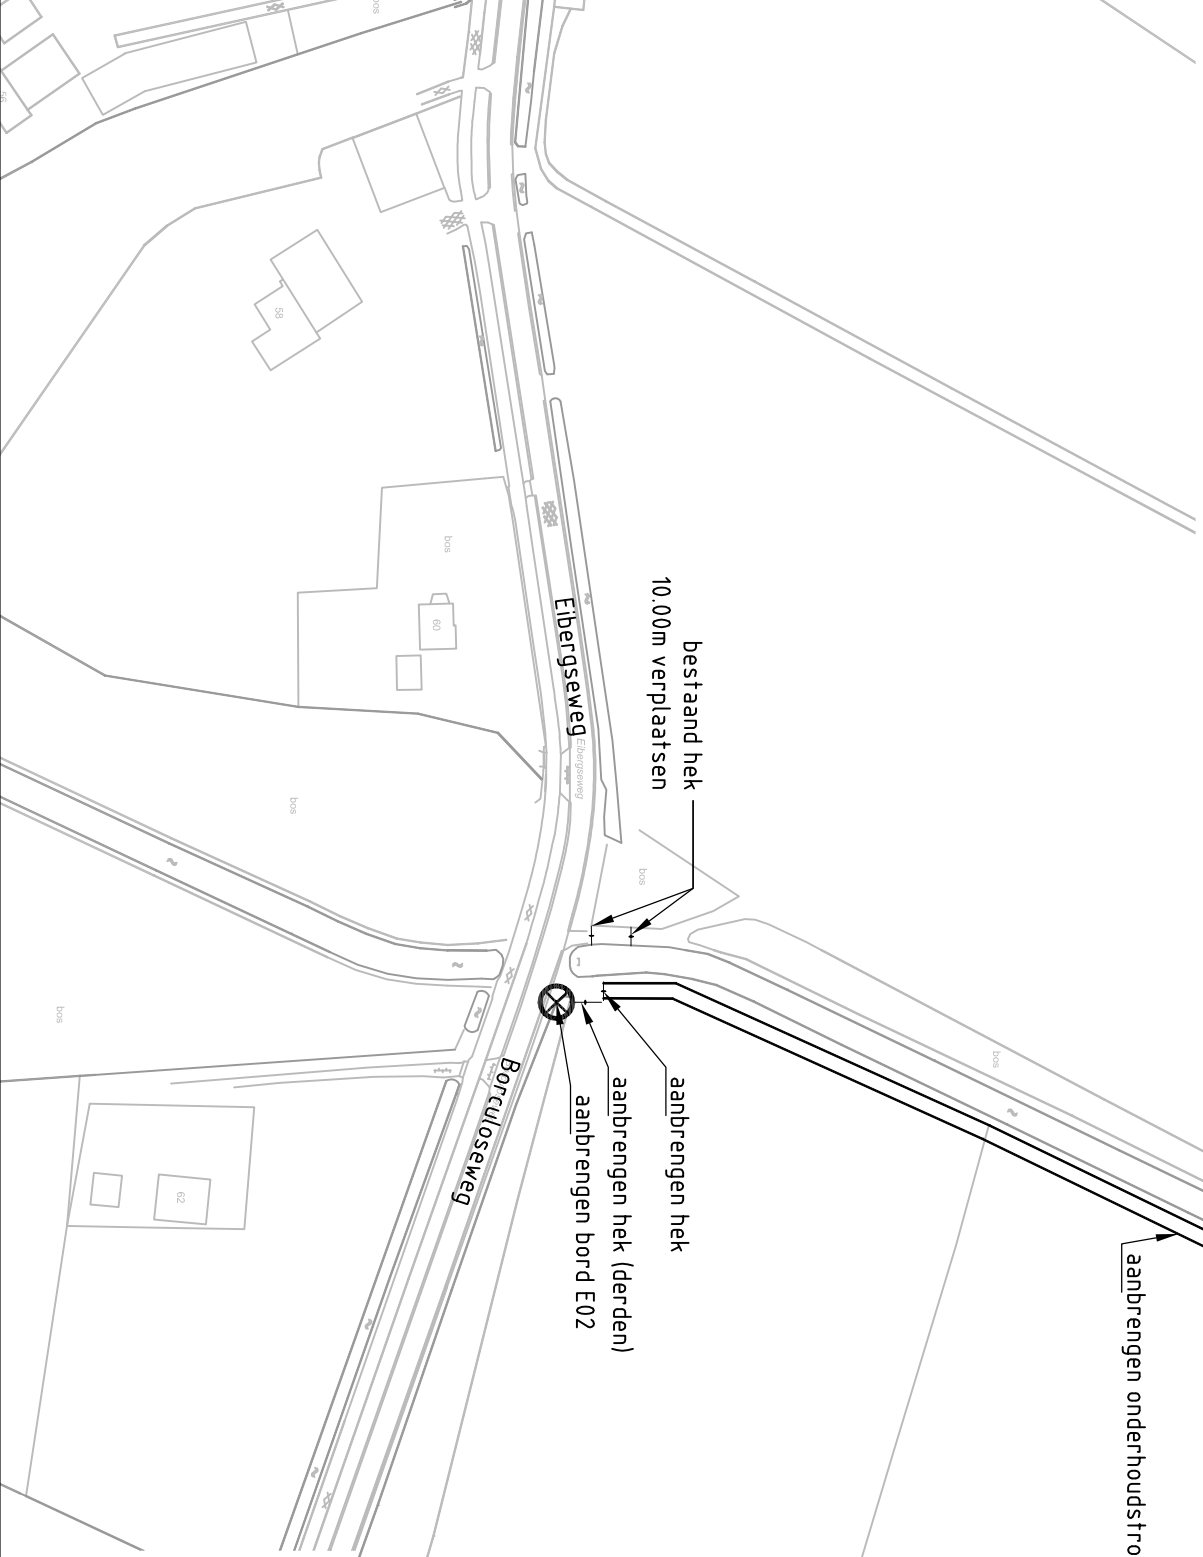 bestaand hek
10.00m verplaatsen
Eibergseweg
Eibergseweg
Borculoseweg
aanbrengen hek
aanbrengen hek (derden)
aanbrengen bord E02
aanbrengen onderhoudstro
bos
bos
bos
bos
bos
bos
58
60
62